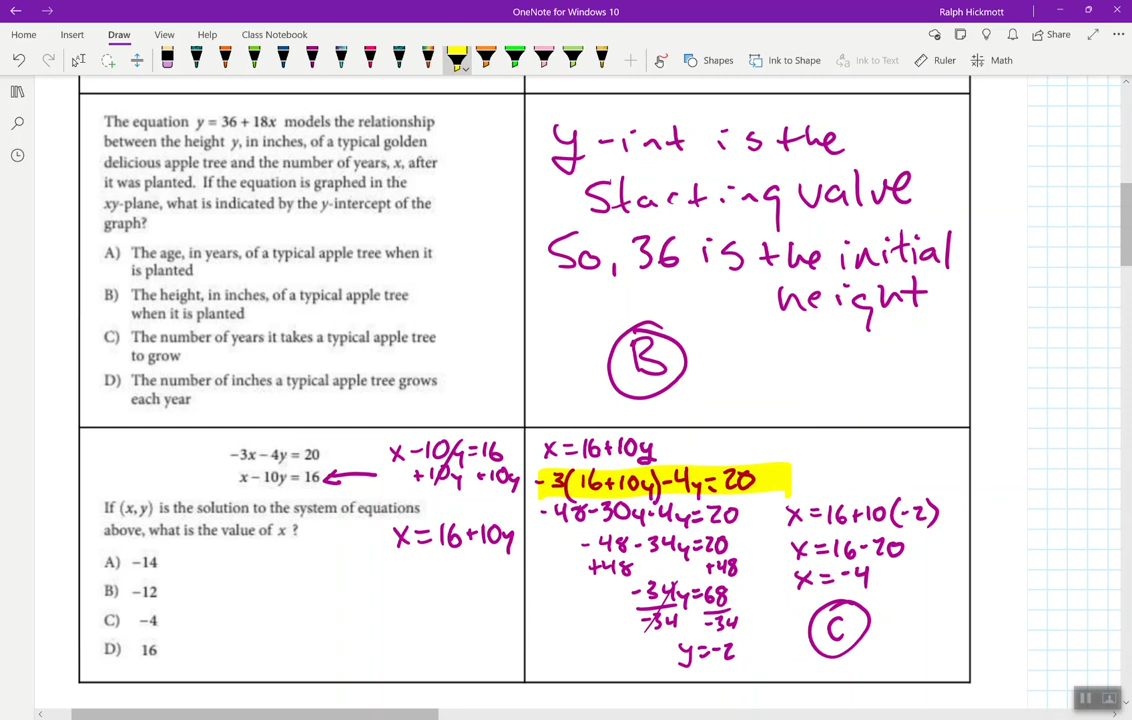 OneNote for Windows 10
Ralph Hickmott
Home Insert Draw View Help Class Notebook
Share
Shapes Ink to Shape Ink to Text Ruler Math
The equation y = 36 + 18x models the relationship
between the height y, in inches, of a typical golden
delicious apple tree and the number of years, x, after
it was planted. If the equation is graphed in the
xy-plane, what is indicated by the y-intercept of the
graph?
A) The age, in years, of a typical apple tree when it
is planted
B) The height, in inches, of a typical apple tree
when it is planted
C) The number of years it takes a typical apple tree
to grow
D) The number of inches a typical apple tree grows
each year
y-int is the
starting value
So, 36 is the initial
height
B
-3x - 4y = 20
x - 10y = 16
If (x, y) is the solution to the system of equations
above, what is the value of x ?
A) -14
B) -12
C) -4
D) 16
x-10y=16
+10y +10y
x=16+10y
x=16+10y
-3(16+10y)-4y=20
-48-30y-4y=20
-48-34y=20
+48 +48
-34y=68
-34 -34
y=-2
x=16+10(-2)
x=16-20
x=-4
C